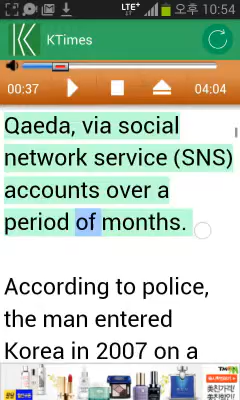 LTE 오후 10:54
KTimes
00:37
04:04
Qaeda, via social
network service (SNS)
accounts over a
period of months.
According to police,
the man entered
Korea in 2007 on a